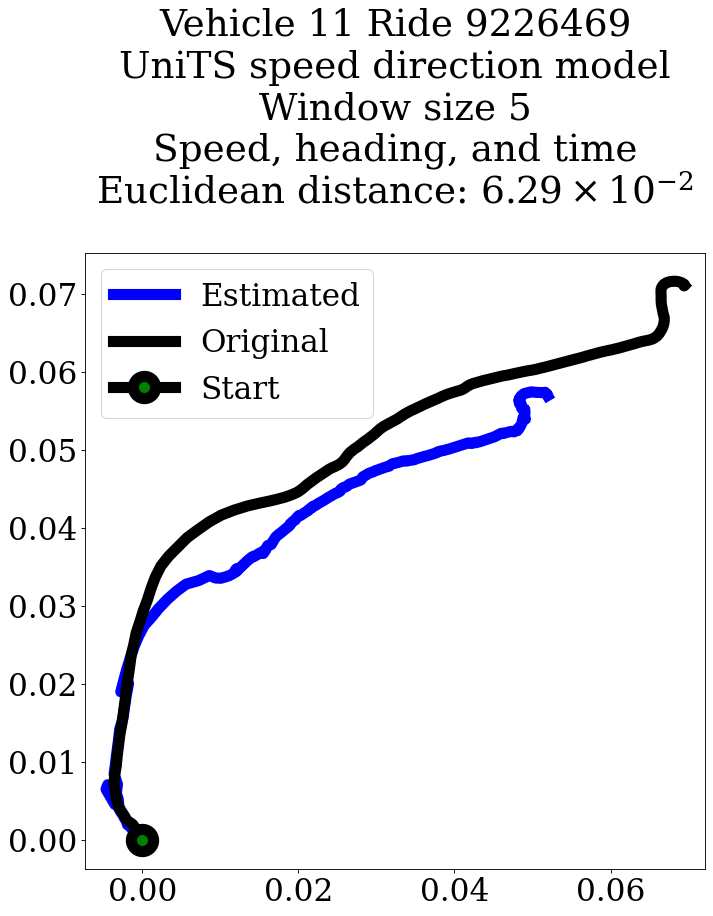 Vehicle 11 Ride 9226469
UniTS speed direction model
Window size 5
Speed, heading, and time
Euclidean distance: 6.29 × 10⁻²
Estimated
Original
Start
0.07
0.06
0.05
0.04
0.03
0.02
0.01
0.00
0.00 0.02 0.04 0.06